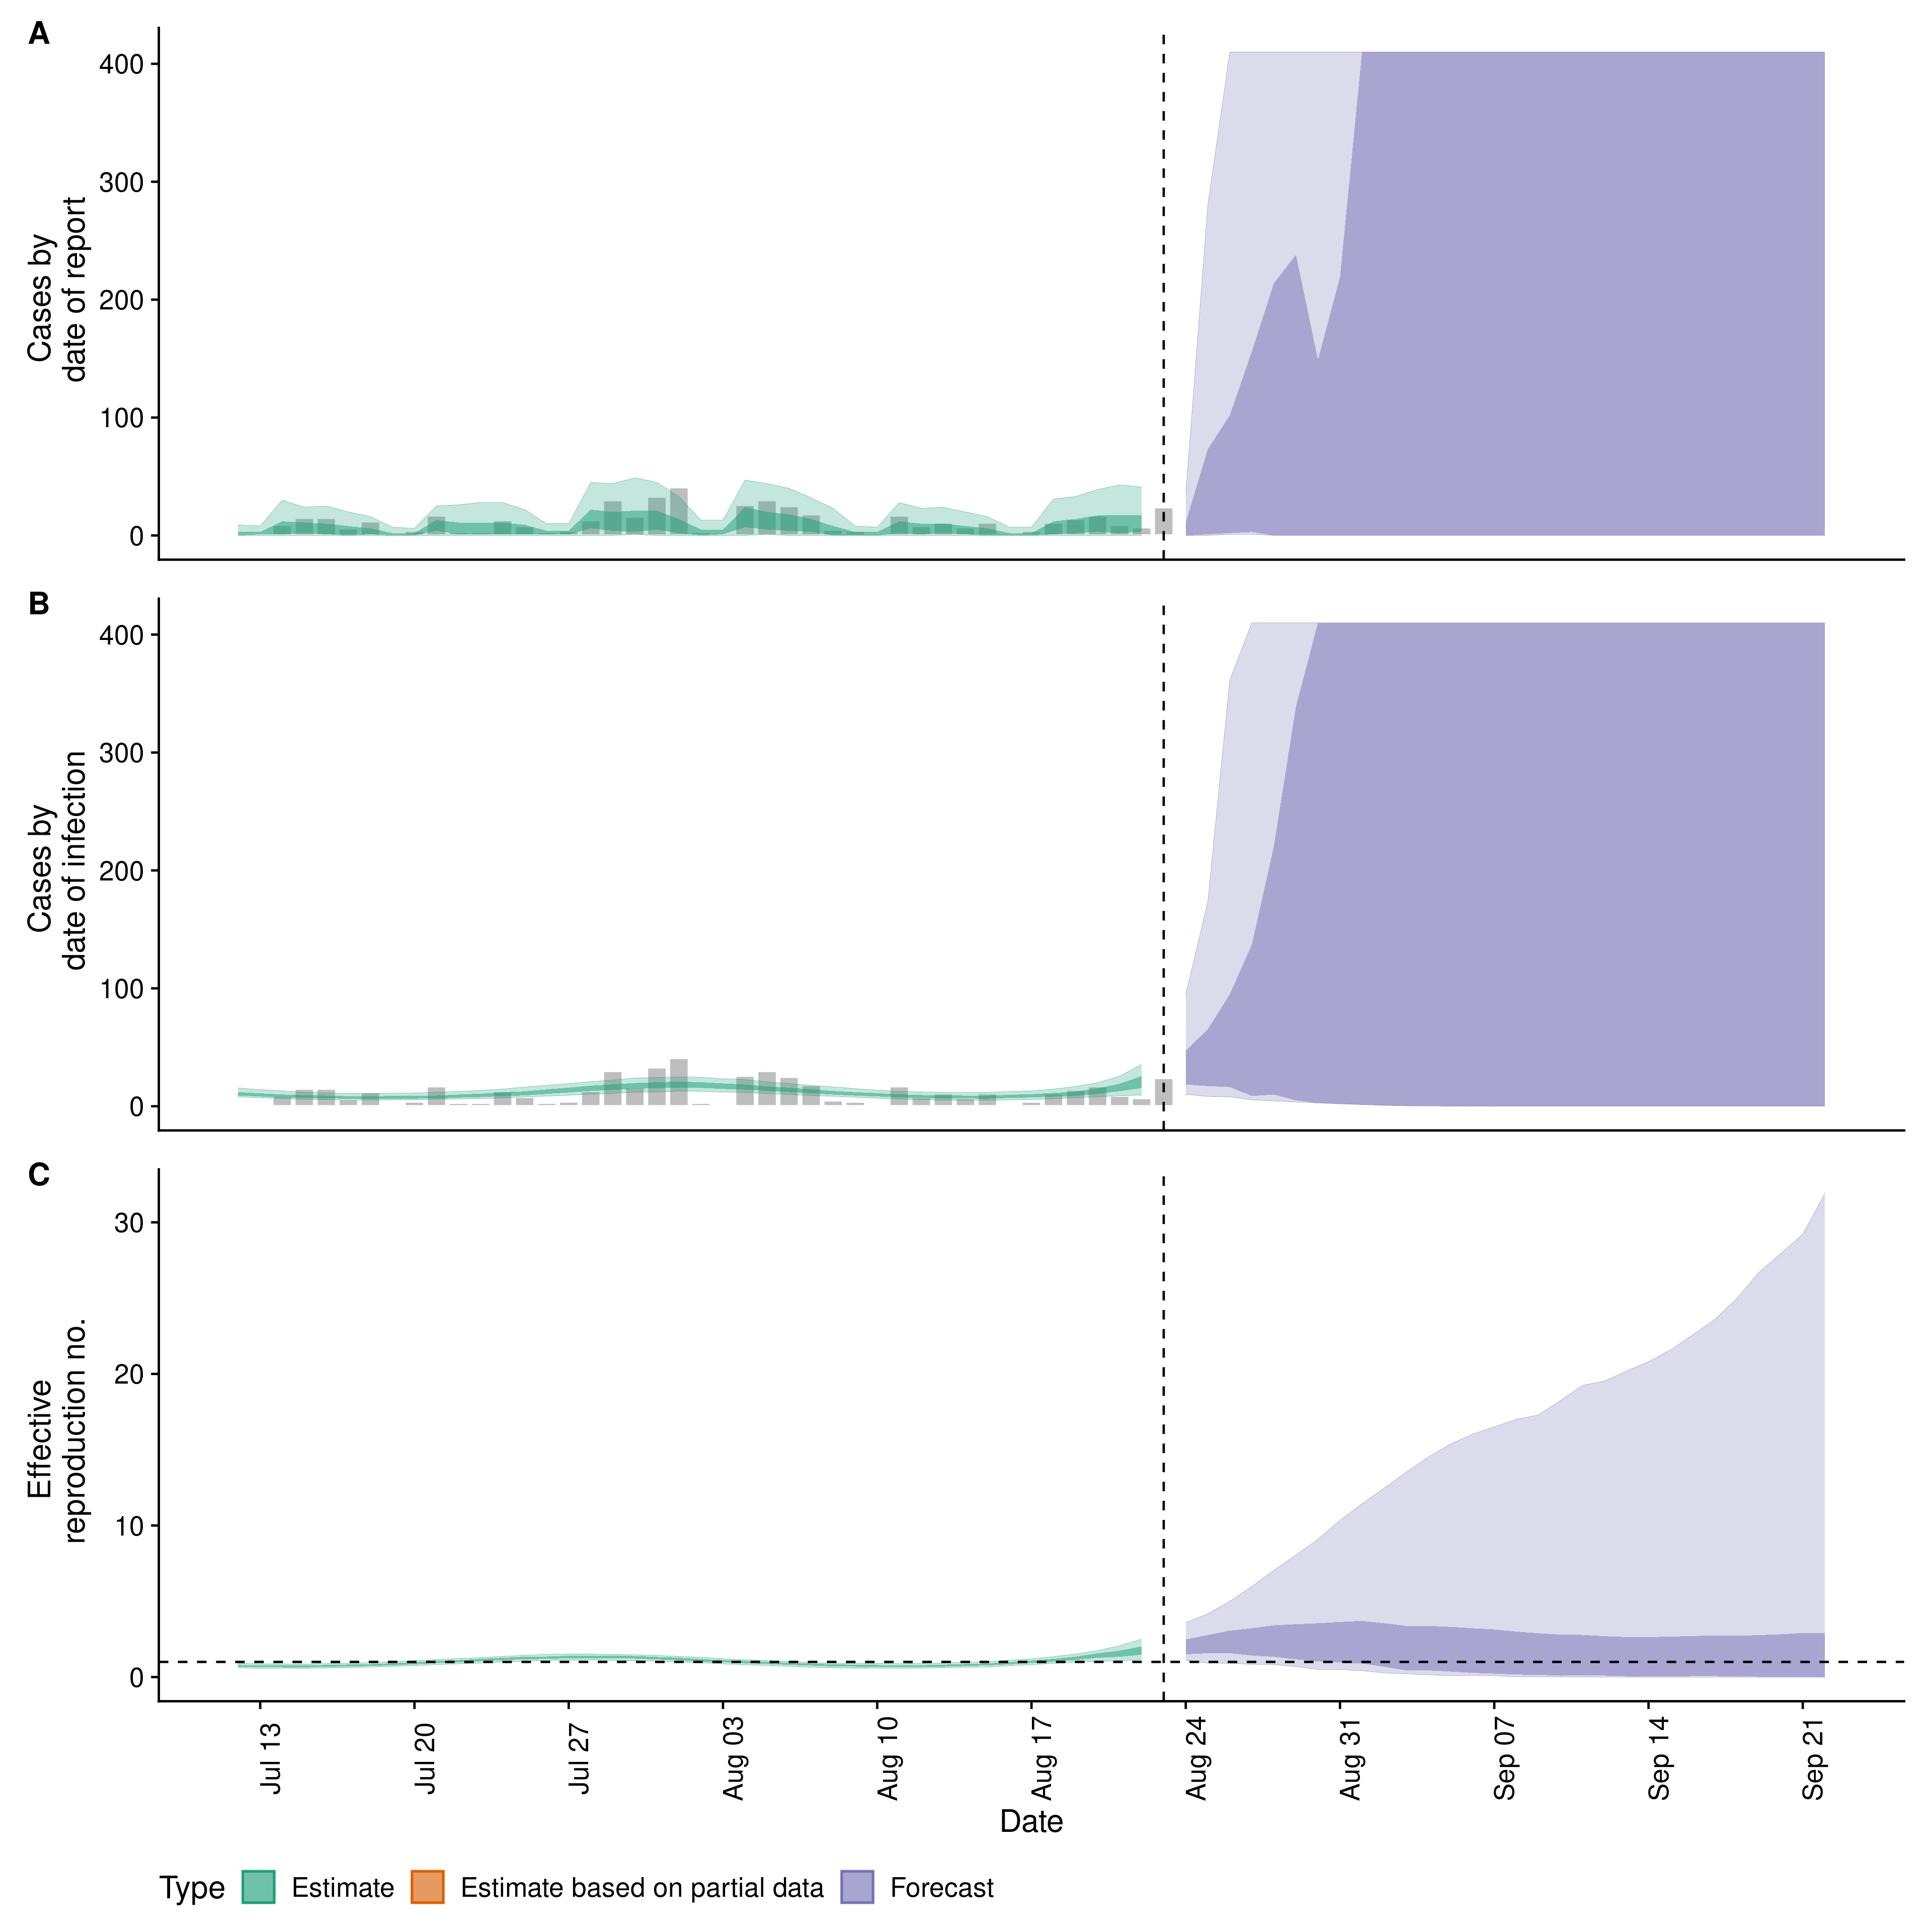 A
400
300
200
100
0
Cases by
date of report
B
400
300
200
100
0
Cases by
date of infection
C
30
20
10
0
Effective
reproduction no.
Jul 13
Jul 20
Jul 27
Aug 03
Aug 10
Aug 17
Aug 24
Aug 31
Sep 07
Sep 14
Sep 21
Date
Type Estimate Estimate based on partial data Forecast